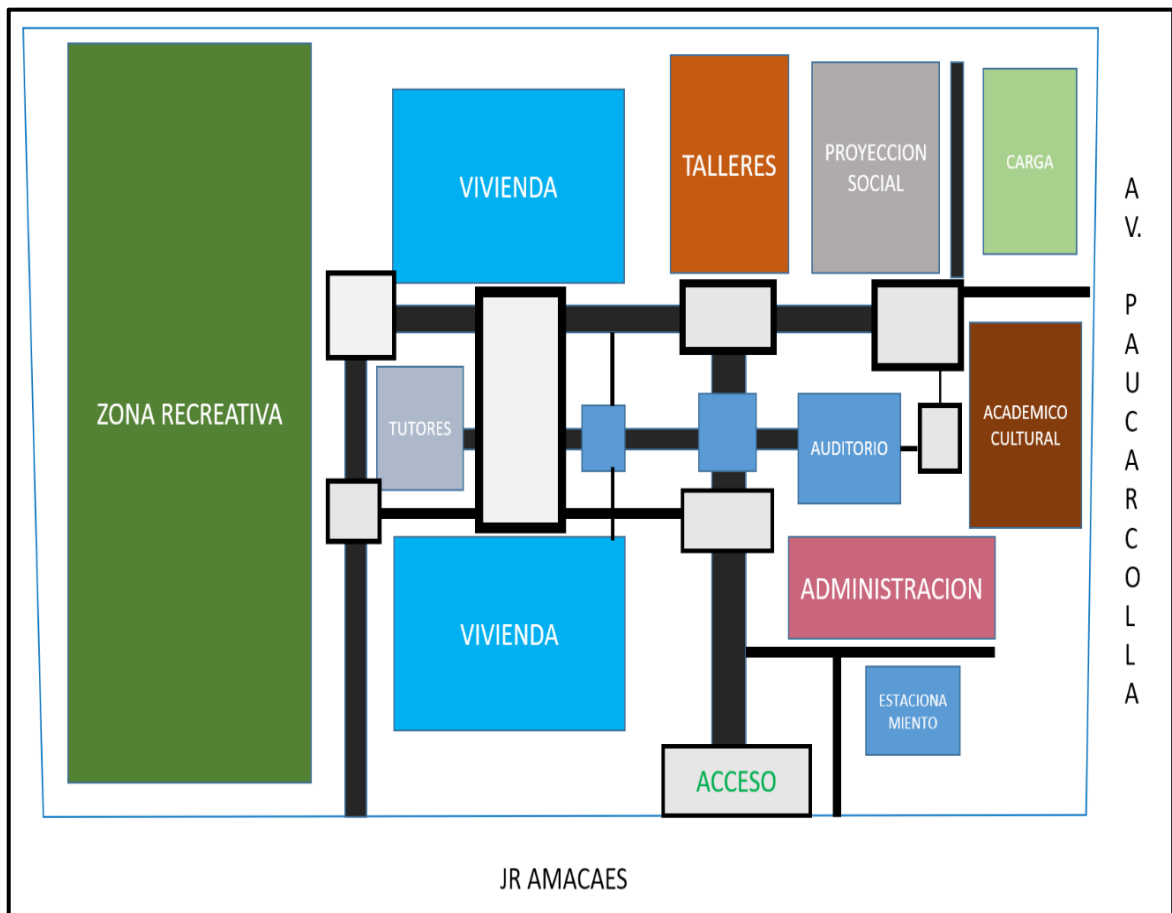 VIVIENDA
TALLERES
PROYECCION
SOCIAL
CARGA
ZONA RECREATIVA
TUTORES
AUDITORIO
ACADEMICO
CULTURAL
VIVIENDA
ADMINISTRACION
ESTACIONA
MIENTO
ACCESO
A
V.
P
A
U
C
A
R
C
O
L
L
A
JR AMACAES